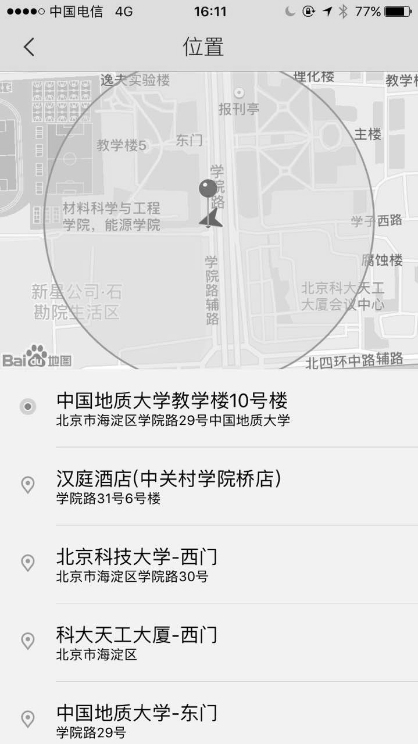 中国电信 4G 16:11 77%
位置
逸夫实验楼
理化楼
教学楼
报刊亭
教学楼5
东门
主楼
学院路
材料科学与工程
学院，能源学院
学子西路
腐蚀楼
学院路辅路
新星公司·石
勘院生活区
北京科大天工
大厦会议中心
Baidu地图
北四环中路辅路
中国地质大学教学楼10号楼
北京市海淀区学院路29号中国地质大学
汉庭酒店(中关村学院桥店)
学院路31号6号楼
北京科技大学-西门
北京市海淀区学院路30号
科大天工大厦-西门
北京市海淀区
中国地质大学-东门
学院路29号